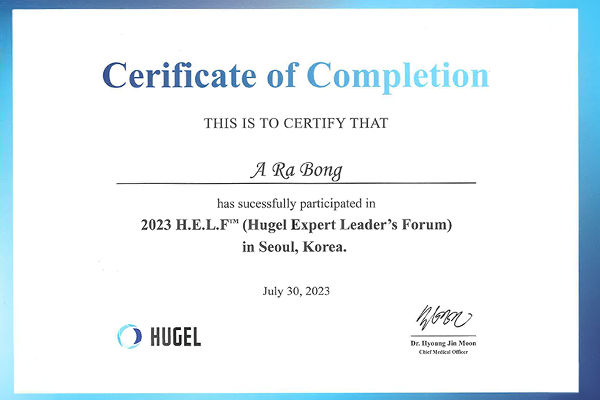 Cerificate of Completion
THIS IS TO CERTIFY THAT
A Ra Bong
has sucessfully participated in
2023 H.E.L.F™ (Hugel Expert Leader's Forum)
in Seoul, Korea.
July 30, 2023
HUGEL
Dr. Hyoung Jin Moon
Chief Medical Officer